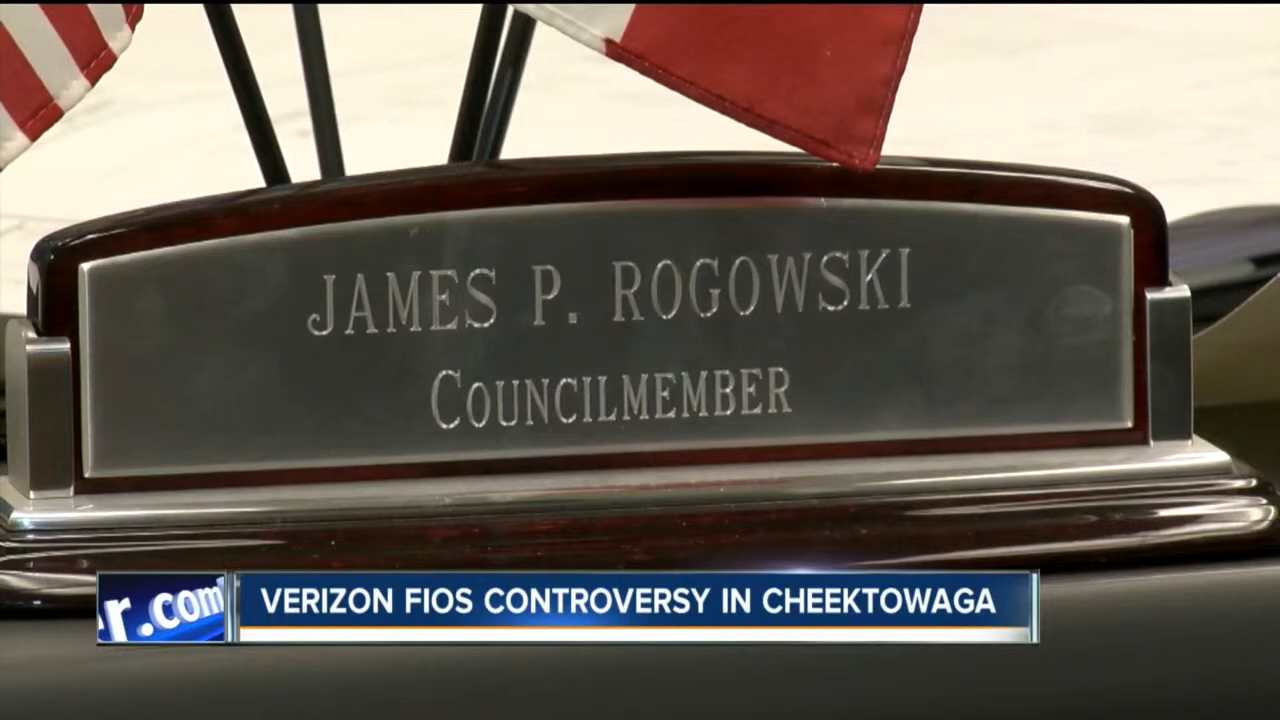 JAMES P. ROGOWSKI
COUNCILMEMBER
r.com
VERIZON FIOS CONTROVERSY IN CHEEKTOWAGA